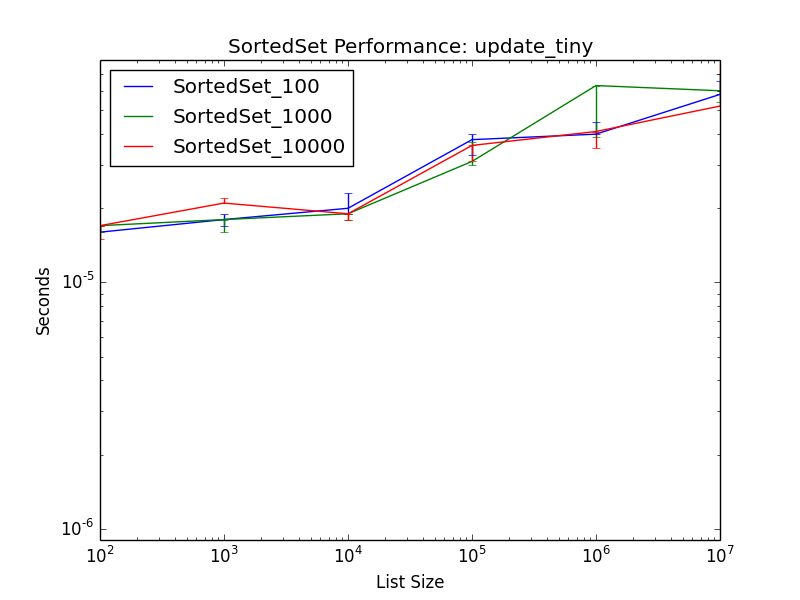 SortedSet Performance: update_tiny
SortedSet_100
SortedSet_1000
SortedSet_10000
Seconds
10^-5
10^-6
10^2 10^3 10^4 10^5 10^6 10^7
List Size